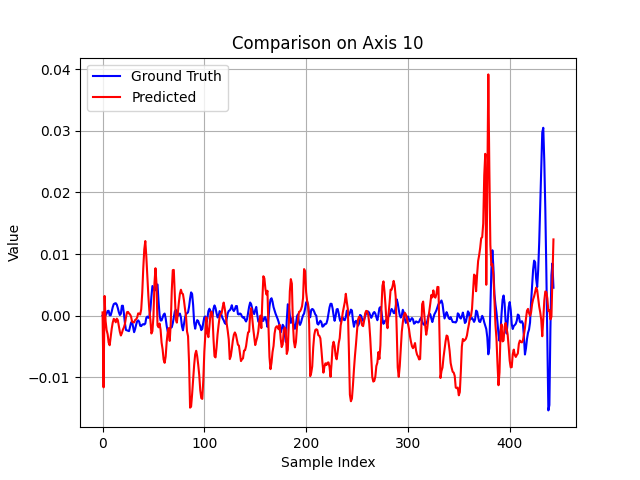 Comparison on Axis 10
Ground Truth
Predicted
0.04
0.03
0.02
0.01
0.00
−0.01
Value
0
100
200
300
400
Sample Index